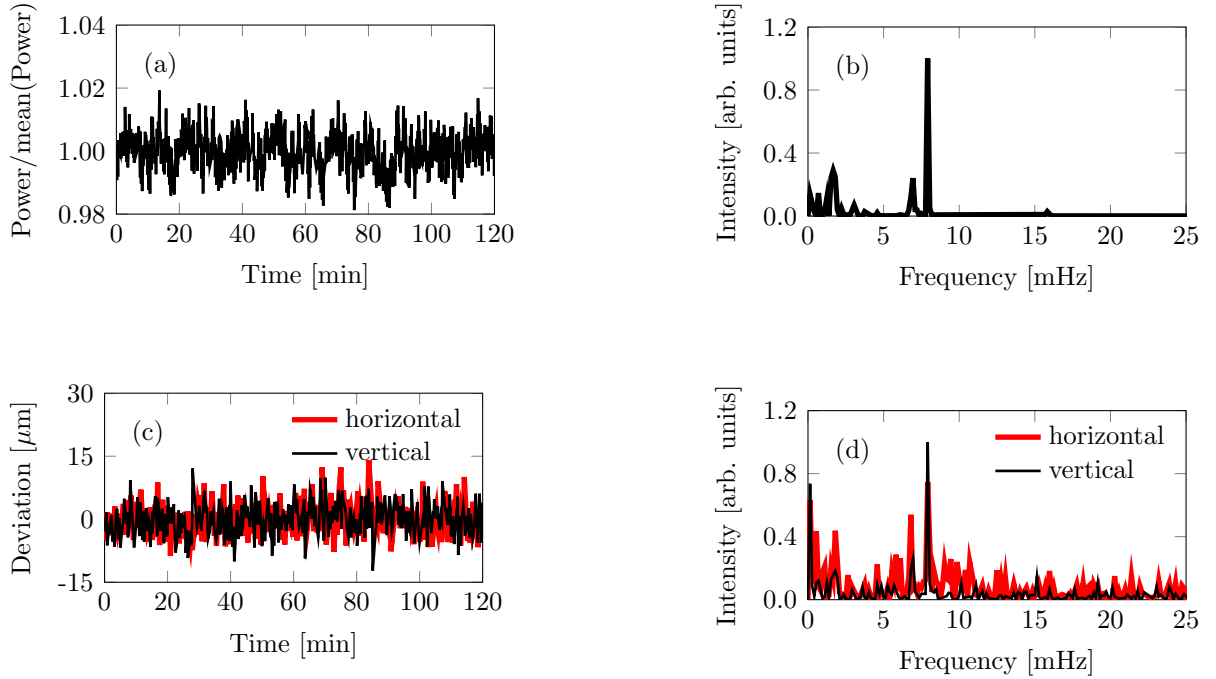 1.04
1.02
1.00
0.98
Power/mean(Power)
(a)
0 20 40 60 80 100 120
Time [min]
1.2
0.8
0.4
0.0
Intensity [arb. units]
(b)
0 5 10 15 20 25
Frequency [mHz]
30
15
0
-15
Deviation [μm]
(c)
horizontal
vertical
0 20 40 60 80 100 120
Time [min]
1.2
0.8
0.4
0.0
Intensity [arb. units]
(d)
horizontal
vertical
0 5 10 15 20 25
Frequency [mHz]